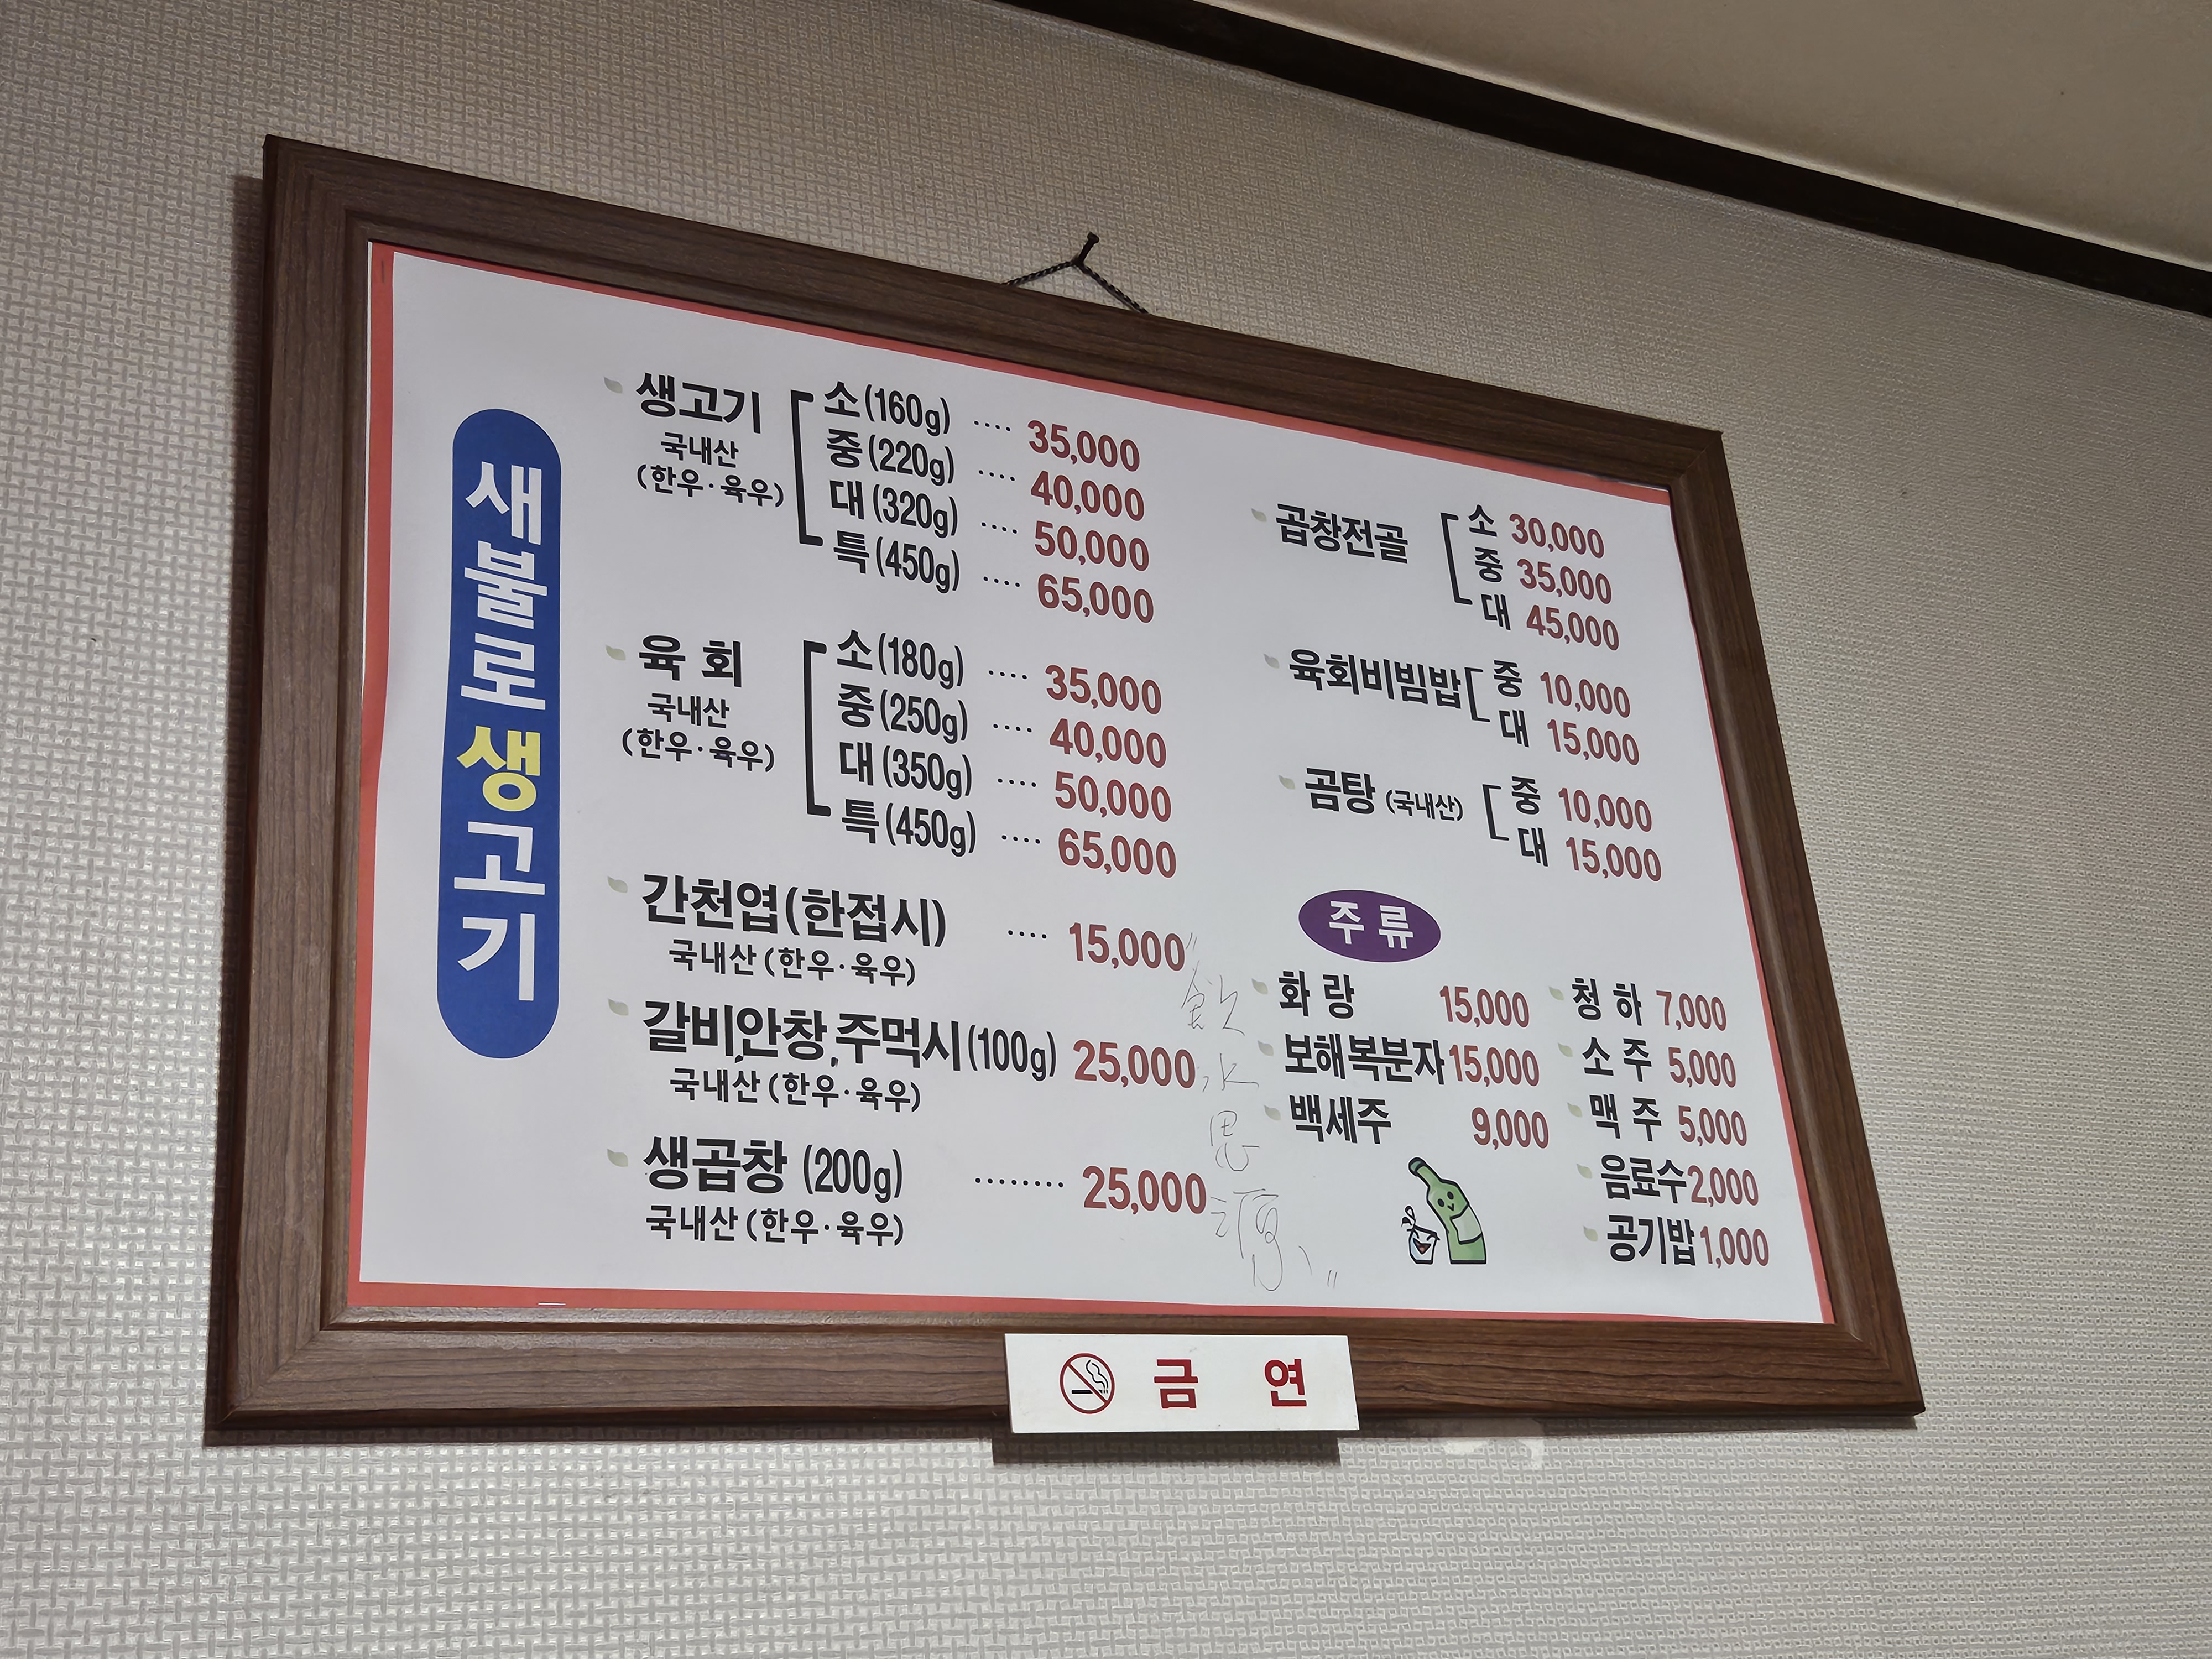 새불로생고기
생고기
국내산
(한우·육우)
소(160g) .... 35,000
중(220g) .... 40,000
대(320g) .... 50,000
특(450g) .... 65,000
육 회
국내산
(한우·육우)
소(180g) .... 35,000
중(250g) .... 40,000
대(350g) .... 50,000
특(450g) .... 65,000
간천엽(한접시) .... 15,000
국내산(한우·육우)
갈비,안창,주먹시(100g) 25,000
국내산(한우·육우)
생곱창 (200g) ........ 25,000
국내산(한우·육우)
"飮水思源"
곱창전골
소 30,000
중 35,000
대 45,000
육회비빔밥
중 10,000
대 15,000
곰탕 (국내산)
중 10,000
대 15,000
주 류
화 랑 15,000
보해복분자 15,000
백세주 9,000
청 하 7,000
소 주 5,000
맥 주 5,000
음료수 2,000
공기밥 1,000
금 연